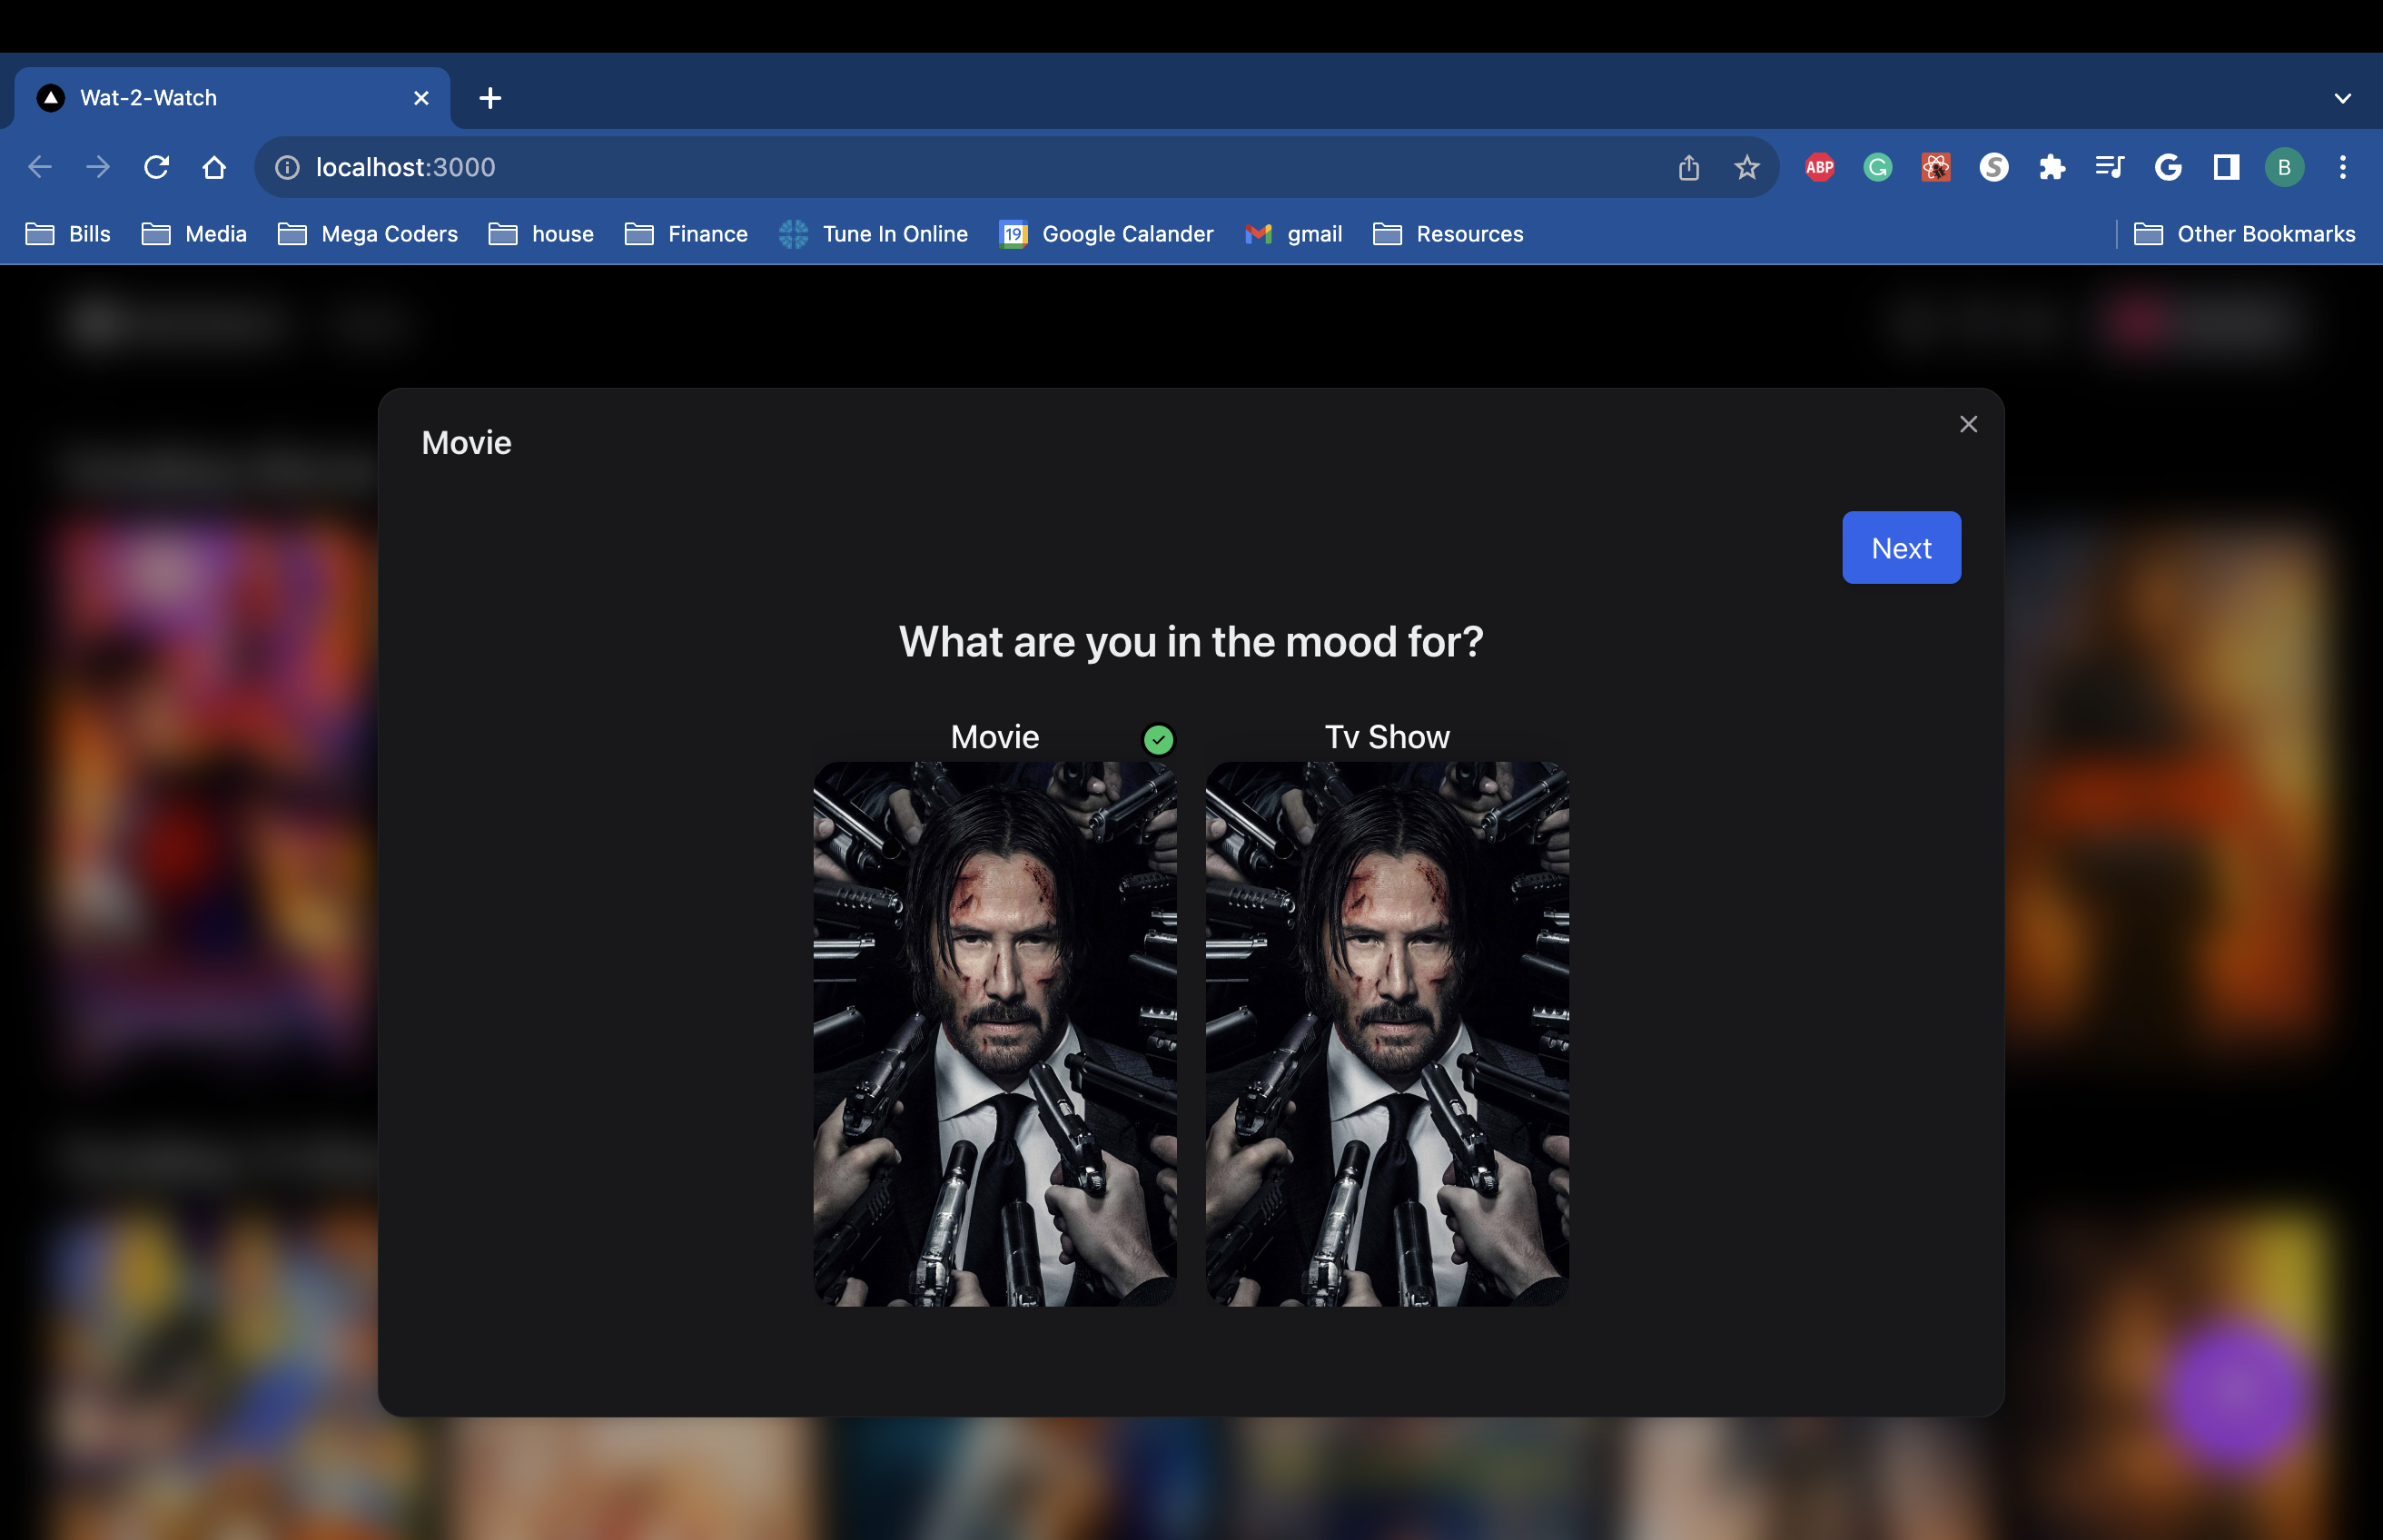 Wat-2-Watch
localhost:3000
ABP
G
S
G
B
Bills
Media
Mega Coders
house
Finance
Tune In Online
19
Google Calander
gmail
Resources
Other Bookmarks
Movie
Next
What are you in the mood for?
Movie
Tv Show